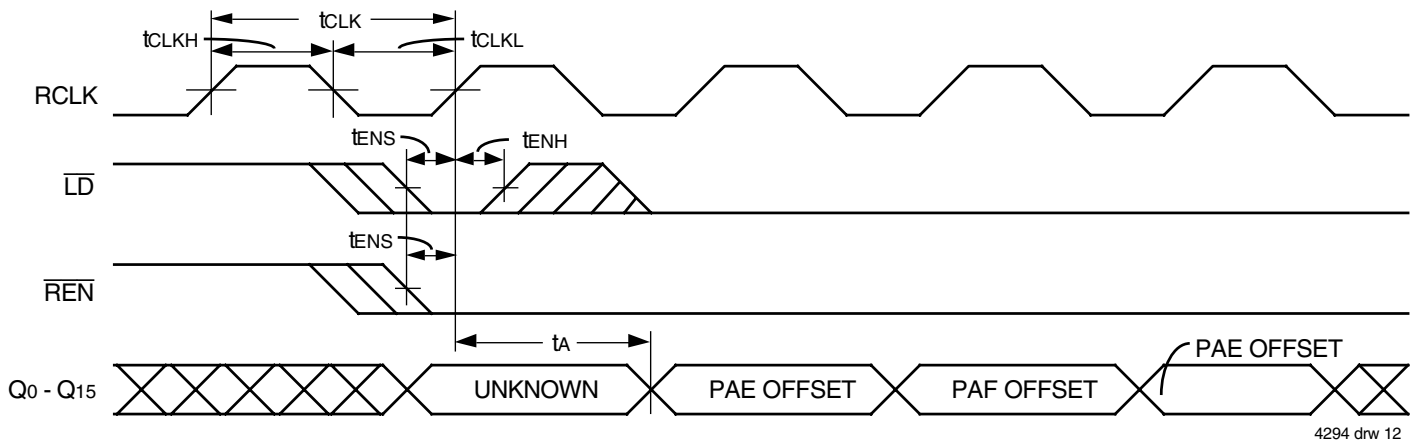 tCLK
tCLKH
tCLKL
RCLK
tENS
tENH
LD
tENS
REN
tA
PAE OFFSET
Q0 - Q15
UNKNOWN
PAE OFFSET
PAF OFFSET
4294 drw 12